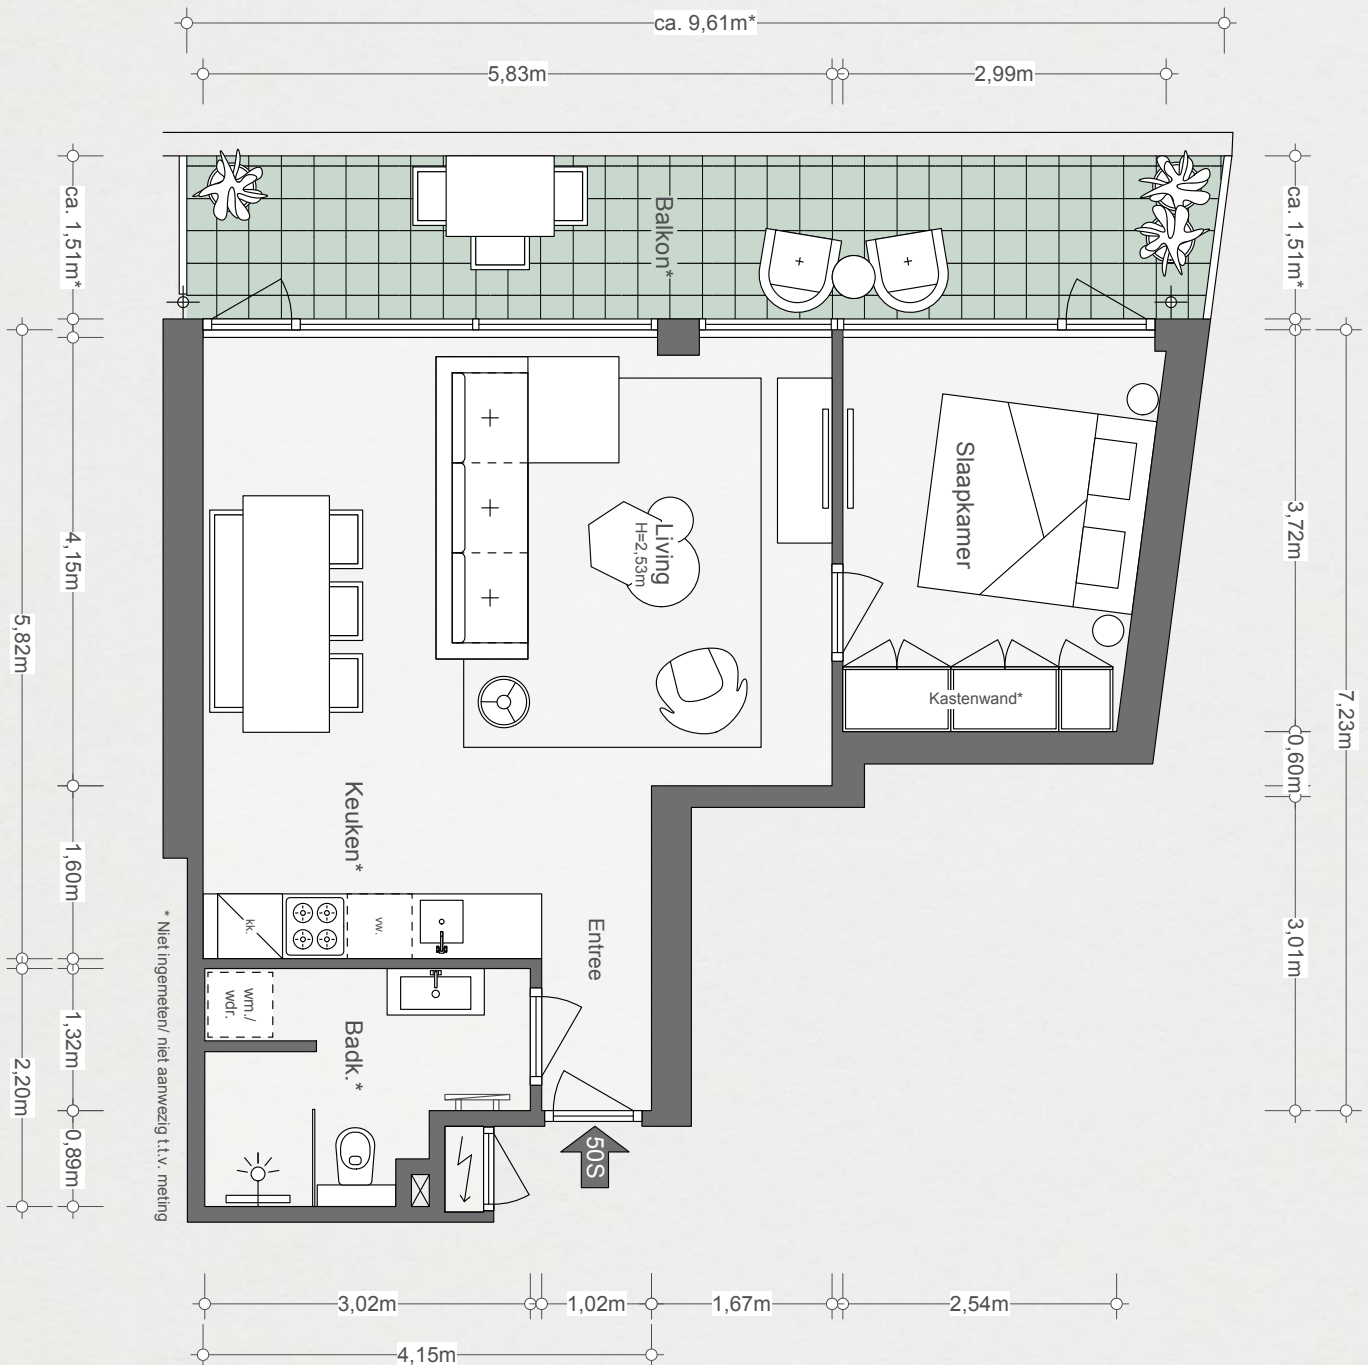 ca. 9,61m*
5,83m
2,99m
ca. 1,51m*
ca. 1,51m*
Balkon*
Slaapkamer
Living
H=2,53m
4,15m
3,72m
5,82m
Kastenwand*
7,23m
0,60m
Keuken*
1,60m
kk.
vw.
Entree
3,01m
* Niet ingemeten/ niet aanwezig t.t.v. meting
wm./
wdr.
Badk.*
1,32m
2,20m
0,89m
50S
3,02m
1,02m
1,67m
2,54m
4,15m